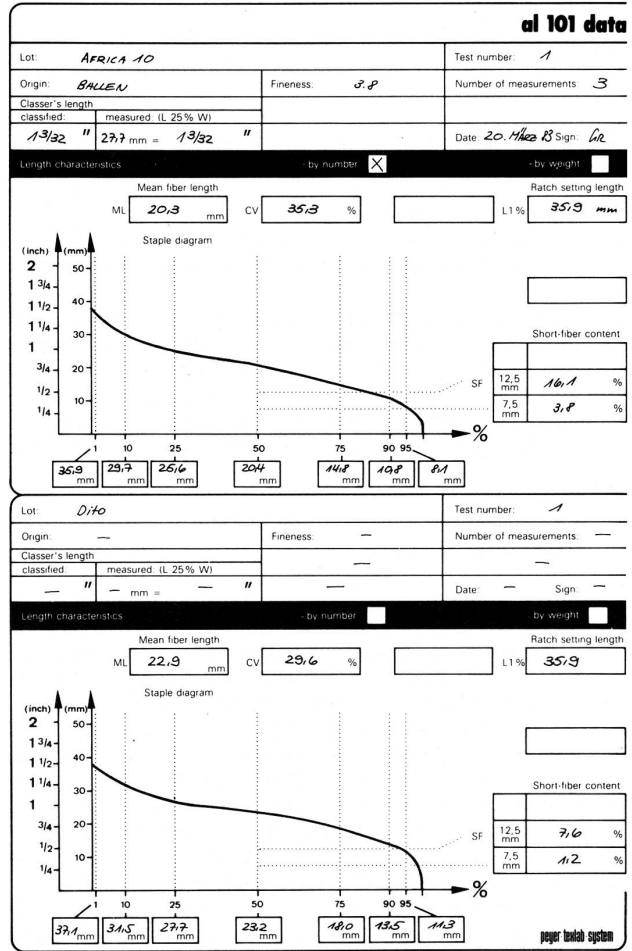 al 101 data
Lot: AFRICA 10 Test number: 1
Origin: BALLEN Fineness: 3.8 Number of measurements: 3
Classer's length
classified: measured: (L 25% W)
1 3/32 " 27,7 mm = 1 3/32 " Date: 20. MÄRZ 83 Sign: GR
Length characteristics - by number X - by weight
Mean fiber length Ratch setting length
ML 20,3 mm CV 35,3 % L1% 35,9 mm
Staple diagram
(inch) (mm)
2 50
1 3/4
1 1/2 40
1 1/4
1 30
3/4 20
1/2
1/4 10
Short-fiber content
SF 12,5 mm 16,1 %
7,5 mm 3,8 %
%
1 10 25 50 75 90 95
35,9 mm 29,7 mm 25,6 mm 20,4 mm 14,8 mm 10,8 mm 8,1 mm
Lot: Dito Test number: 1
Origin: — Fineness: — Number of measurements: —
Classer's length — —
classified: measured: (L 25% W)
— " — mm = — " — Date: — Sign: —
Length characteristics - by number - by weight
Mean fiber length Ratch setting length
ML 22,9 mm CV 29,6 % L1% 35,9
Staple diagram
(inch) (mm)
2 50
1 3/4
1 1/2 40
1 1/4
1 30
3/4 20
1/2
1/4 10
Short-fiber content
SF 12,5 mm 7,6 %
7,5 mm 1,2 %
%
1 10 25 50 75 90 95
37,1 mm 31,5 mm 27,7 mm 23,2 mm 18,0 mm 13,5 mm 11,3 mm
peyer texlab system